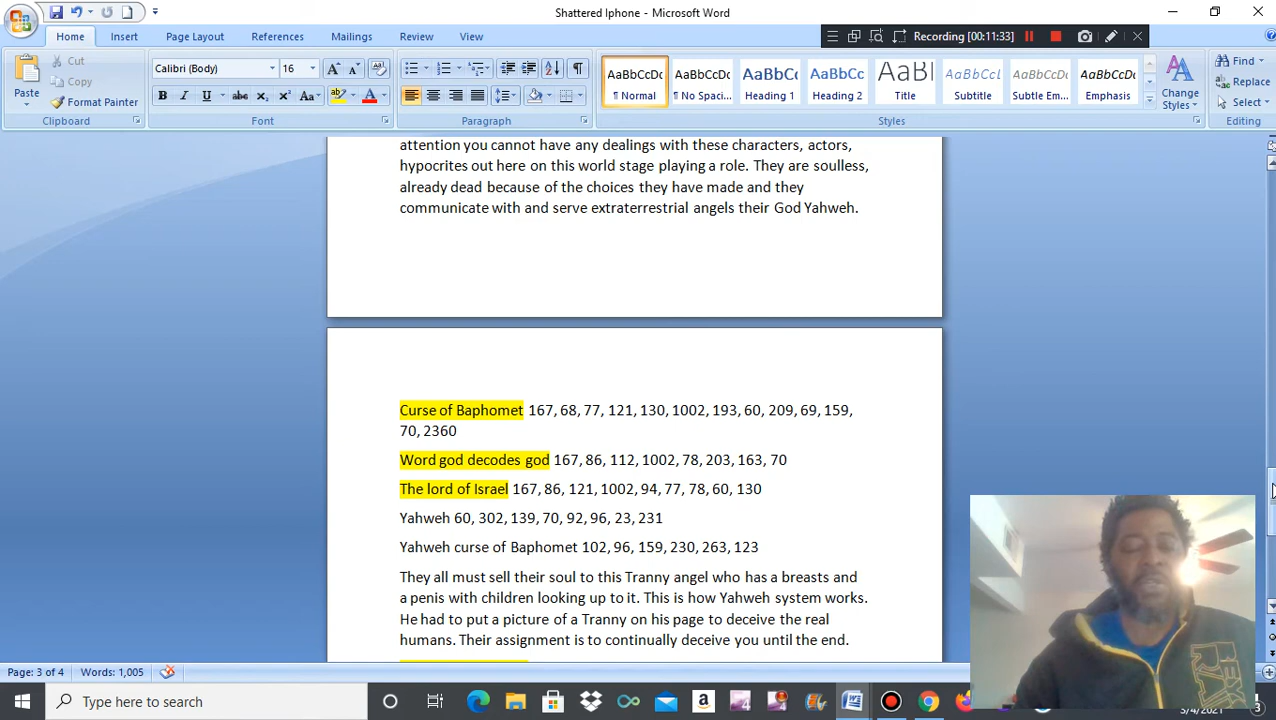 Shattered Iphone - Microsoft Word
Home Insert Page Layout References Mailings Review View
Recording [00:11:33]
Cut
Copy
Format Painter
Paste
Clipboard
Calibri (Body) 16
Font
Paragraph
AaBbCcDc AaBbCcDc AaBbCc AaBbCc AaBl AaBbCcL AaBbCcDc AaBbCcDc
¶ Normal ¶ No Spaci... Heading 1 Heading 2 Title Subtitle Subtle Em... Emphasis
Change Styles
Styles
Find
Replace
Select
Editing
attention you cannot have any dealings with these characters, actors,
hypocrites out here on this world stage playing a role. They are soulless,
already dead because of the choices they have made and they
communicate with and serve extraterrestrial angels their God Yahweh.
Curse of Baphomet 167, 68, 77, 121, 130, 1002, 193, 60, 209, 69, 159,
70, 2360
Word god decodes god 167, 86, 112, 1002, 78, 203, 163, 70
The lord of Israel 167, 86, 121, 1002, 94, 77, 78, 60, 130
Yahweh 60, 302, 139, 70, 92, 96, 23, 231
Yahweh curse of Baphomet 102, 96, 159, 230, 263, 123
They all must sell their soul to this Tranny angel who has a breasts and
a penis with children looking up to it. This is how Yahweh system works.
He had to put a picture of a Tranny on his page to deceive the real
humans. Their assignment is to continually deceive you until the end.
Page: 3 of 4 Words: 1,005
Type here to search
3/4/2021